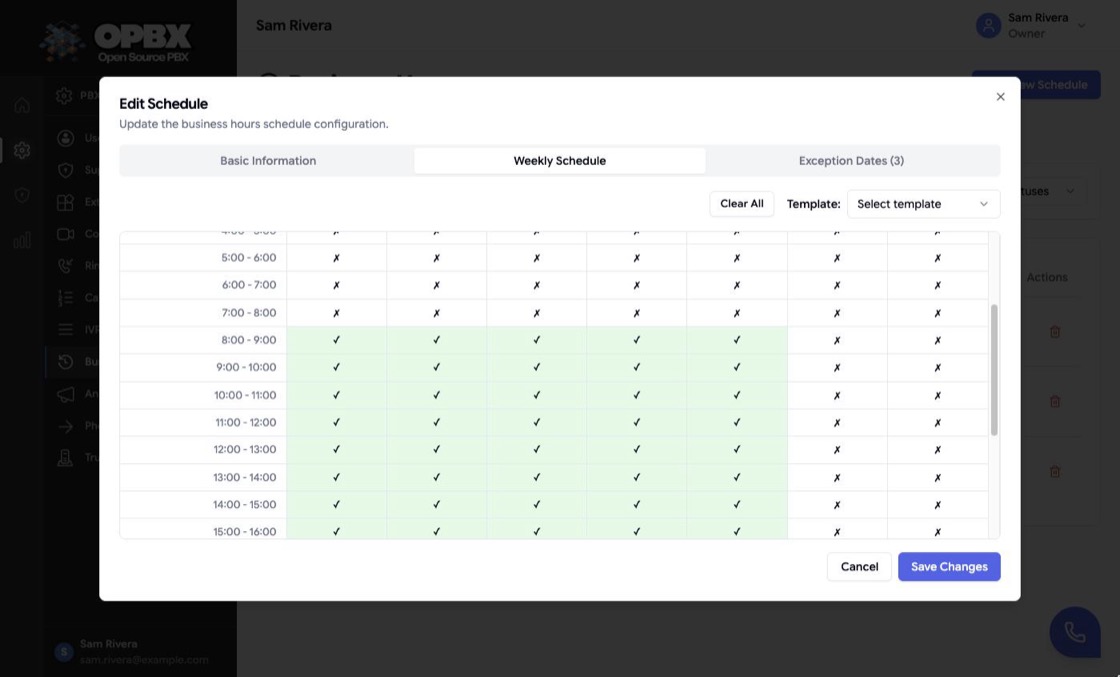 OPBX
Open Source PBX
Sam Rivera
Sam Rivera
Owner
Edit Schedule
Update the business hours schedule configuration.
Basic Information
Weekly Schedule
Exception Dates (3)
Clear All
Template:
Select template
5:00 - 6:00 ✗ ✗ ✗ ✗ ✗ ✗ ✗
6:00 - 7:00 ✗ ✗ ✗ ✗ ✗ ✗ ✗
7:00 - 8:00 ✗ ✗ ✗ ✗ ✗ ✗ ✗
8:00 - 9:00 ✓ ✓ ✓ ✓ ✓ ✗ ✗
9:00 - 10:00 ✓ ✓ ✓ ✓ ✓ ✗ ✗
10:00 - 11:00 ✓ ✓ ✓ ✓ ✓ ✗ ✗
11:00 - 12:00 ✓ ✓ ✓ ✓ ✓ ✗ ✗
12:00 - 13:00 ✓ ✓ ✓ ✓ ✓ ✗ ✗
13:00 - 14:00 ✓ ✓ ✓ ✓ ✓ ✗ ✗
14:00 - 15:00 ✓ ✓ ✓ ✓ ✓ ✗ ✗
15:00 - 16:00 ✓ ✓ ✓ ✓ ✓ ✗ ✗
Cancel
Save Changes
PBX
Schedule
Actions
S
Sam Rivera
sam.rivera@example.com